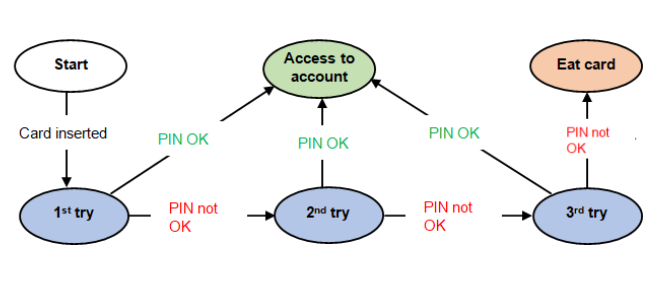 Start
Access to
account
Eat card
Card inserted
PIN OK
PIN OK
PIN OK
PIN not
OK
1st try
PIN not
OK
2nd try
PIN not
OK
3rd try